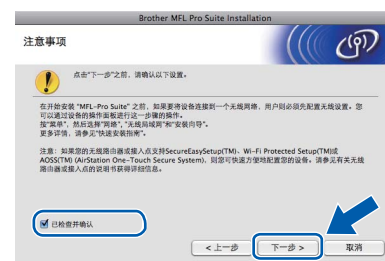 Brother MFL Pro Suite Installation
注意事项
点击"下一步"之前，请确认以下设置。
在开始安装 "MFL-Pro Suite" 之前，如果要将设备连接到一个无线网络，用户则必须先配置无线设置。您
可以通过设备的操作面板进行这一步骤的操作。
按"菜单"，然后选择"网络"，"无线局域网"和"安装向导"。
更多详情，请参见"快速安装指南"。
注意：如果您的无线路由器或接入点支持SecureEasySetup(TM)、Wi-Fi Protected Setup(TM)或
AOSS(TM) (AirStation One-Touch Secure System)，则您可快速方便地配置您的设备。请参见有关无线
路由器或接入点的说明书获得详细信息。
已检查并确认
< 上一步 下一步 > 取消